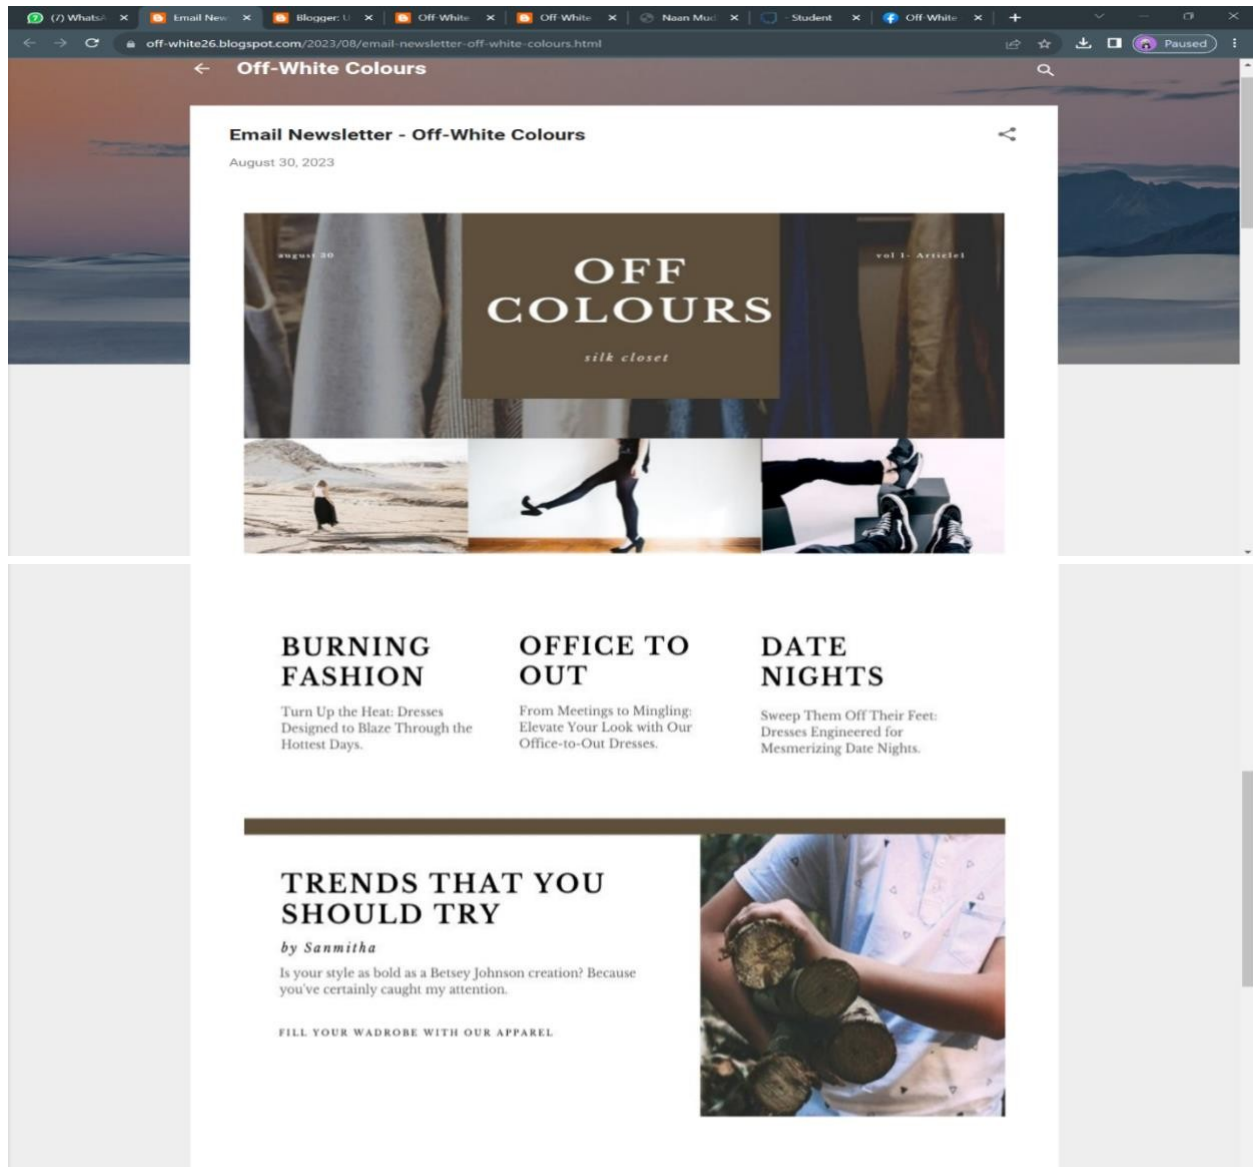 (7) WhatsA
Email New
Blogger: U
Off-White
Off-White
Naan Mud
- Student
Off-White
off-white26.blogspot.com/2023/08/email-newsletter-off-white-colours.html
Paused
Off-White Colours
Email Newsletter - Off-White Colours
August 30, 2023
august 30
vol 1- Article1
OFF
COLOURS
silk closet
BURNING
FASHION
Turn Up the Heat: Dresses
Designed to Blaze Through the
Hottest Days.
OFFICE TO
OUT
From Meetings to Mingling:
Elevate Your Look with Our
Office-to-Out Dresses.
DATE
NIGHTS
Sweep Them Off Their Feet:
Dresses Engineered for
Mesmerizing Date Nights.
TRENDS THAT YOU
SHOULD TRY
by Sanmitha
Is your style as bold as a Betsey Johnson creation? Because
you've certainly caught my attention.
FILL YOUR WADROBE WITH OUR APPAREL